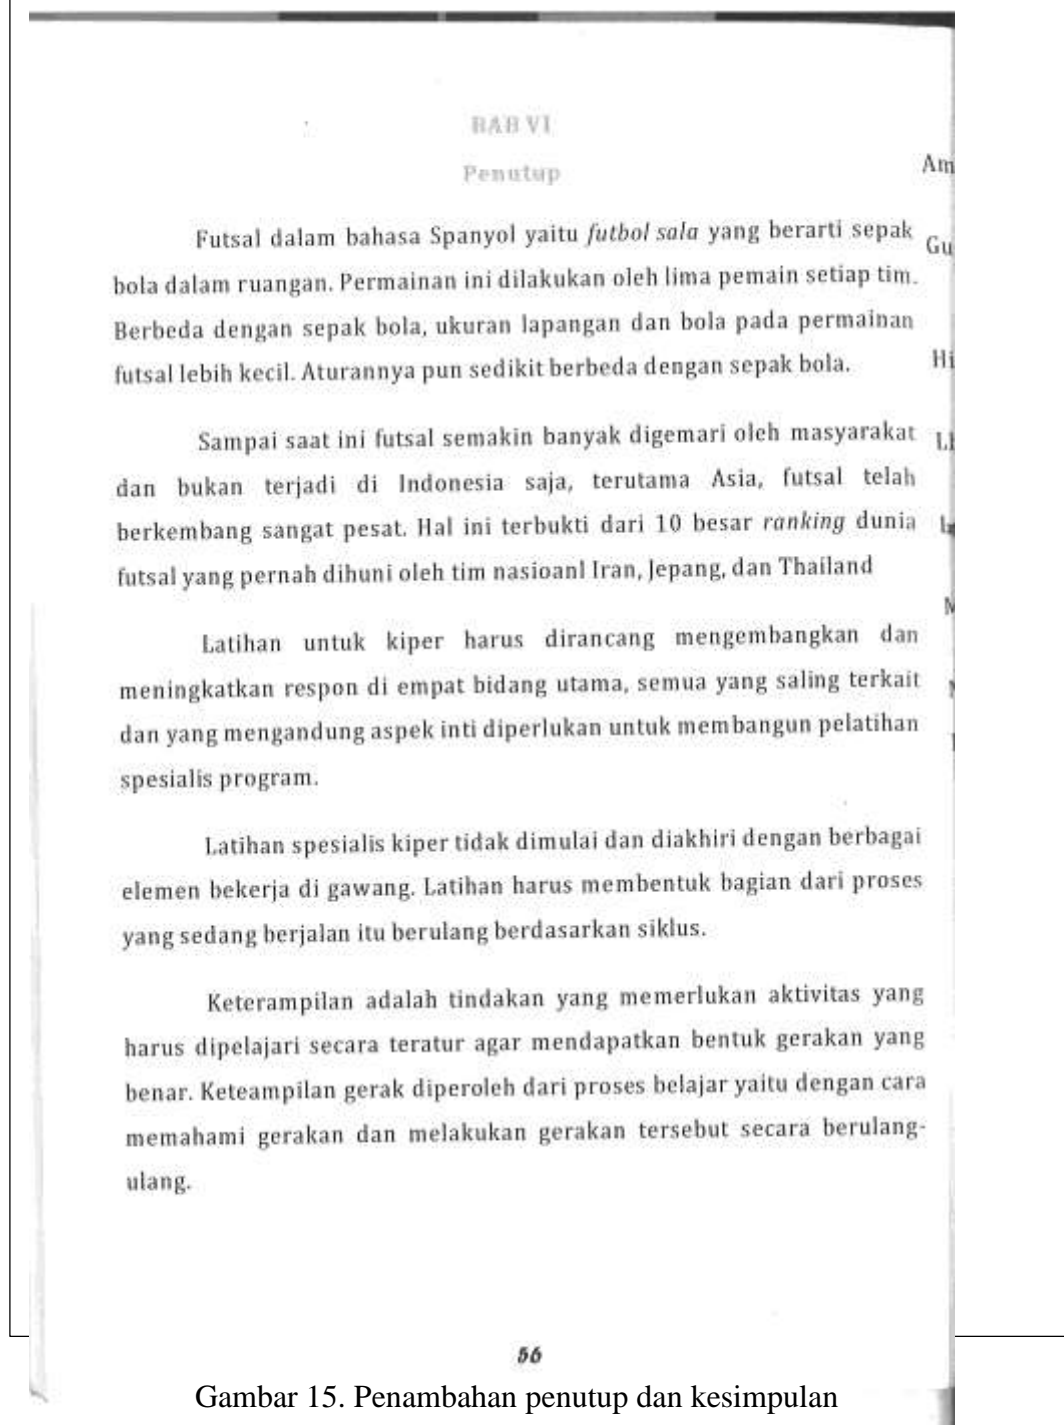 BAB VI
Penutup
Futsal dalam bahasa Spanyol yaitu futbol sala yang berarti sepak
bola dalam ruangan. Permainan ini dilakukan oleh lima pemain setiap tim.
Berbeda dengan sepak bola, ukuran lapangan dan bola pada permainan
futsal lebih kecil. Aturannya pun sedikit berbeda dengan sepak bola.
Sampai saat ini futsal semakin banyak digemari oleh masyarakat
dan bukan terjadi di Indonesia saja, terutama Asia, futsal telah
berkembang sangat pesat. Hal ini terbukti dari 10 besar ranking dunia
futsal yang pernah dihuni oleh tim nasioanl Iran, Jepang, dan Thailand
Latihan untuk kiper harus dirancang mengembangkan dan
meningkatkan respon di empat bidang utama, semua yang saling terkait
dan yang mengandung aspek inti diperlukan untuk membangun pelatihan
spesialis program.
Latihan spesialis kiper tidak dimulai dan diakhiri dengan berbagai
elemen bekerja di gawang. Latihan harus membentuk bagian dari proses
yang sedang berjalan itu berulang berdasarkan siklus.
Keterampilan adalah tindakan yang memerlukan aktivitas yang
harus dipelajari secara teratur agar mendapatkan bentuk gerakan yang
benar. Keteampilan gerak diperoleh dari proses belajar yaitu dengan cara
memahami gerakan dan melakukan gerakan tersebut secara berulang-
ulang.
56
Am
Gu
Hi
Gambar 15. Penambahan penutup dan kesimpulan